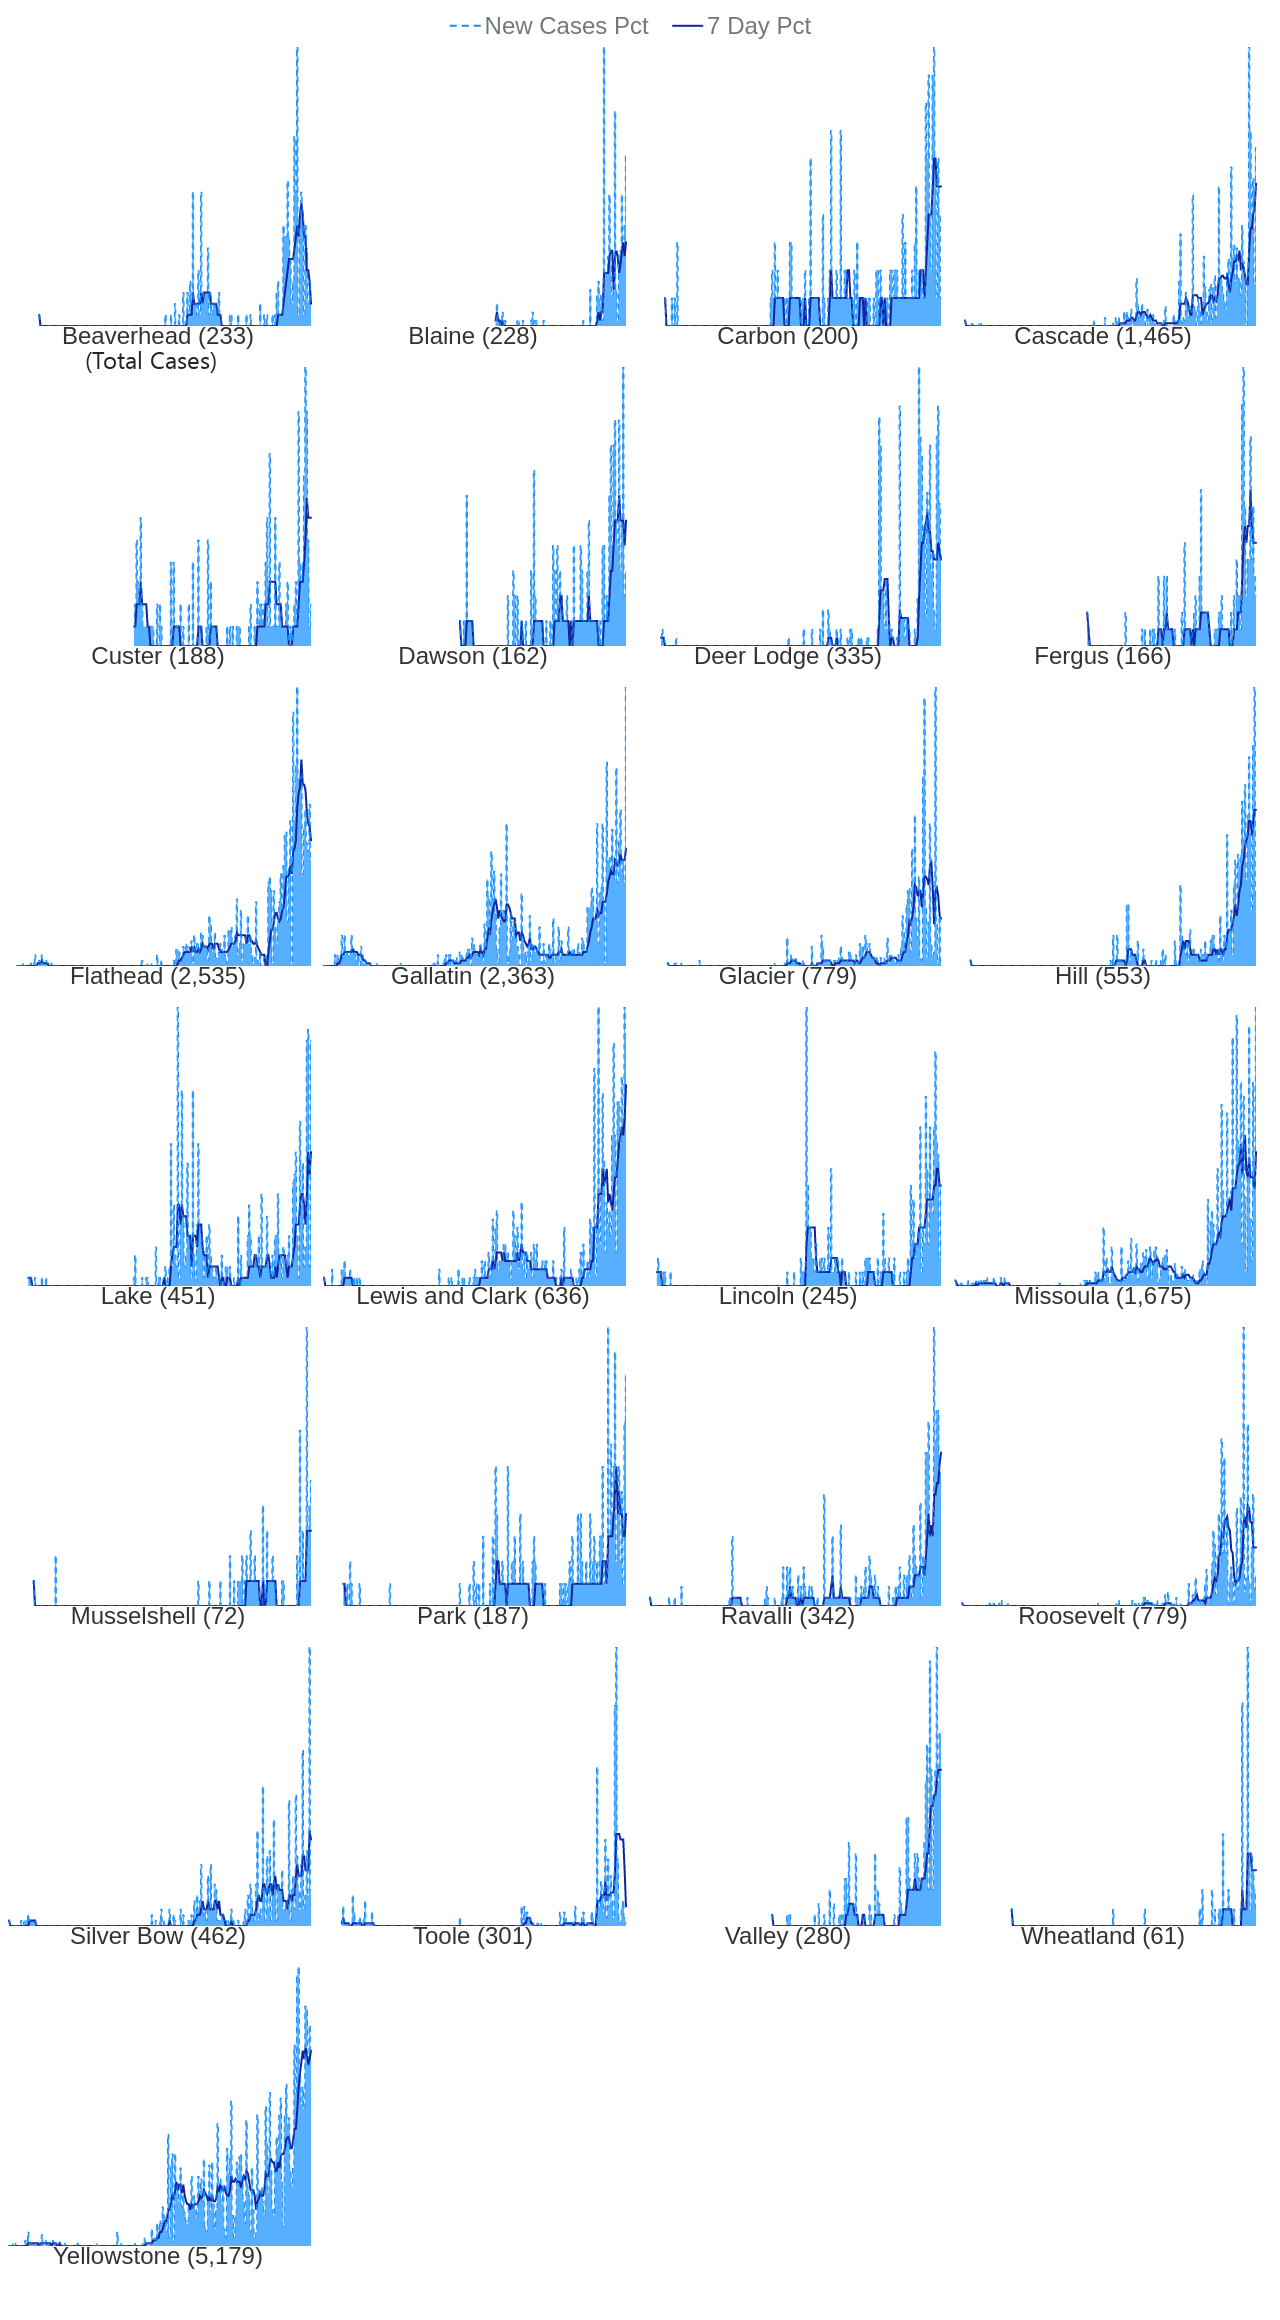 New Cases Pct 7 Day Pct
Beaverhead (233) Blaine (228) Carbon (200) Cascade (1,465)
(Total Cases)
Custer (188) Dawson (162) Deer Lodge (335) Fergus (166)
Flathead (2,535) Gallatin (2,363) Glacier (779) Hill (553)
Lake (451) Lewis and Clark (636) Lincoln (245) Missoula (1,675)
Musselshell (72) Park (187) Ravalli (342) Roosevelt (779)
Silver Bow (462) Toole (301) Valley (280) Wheatland (61)
Yellowstone (5,179)